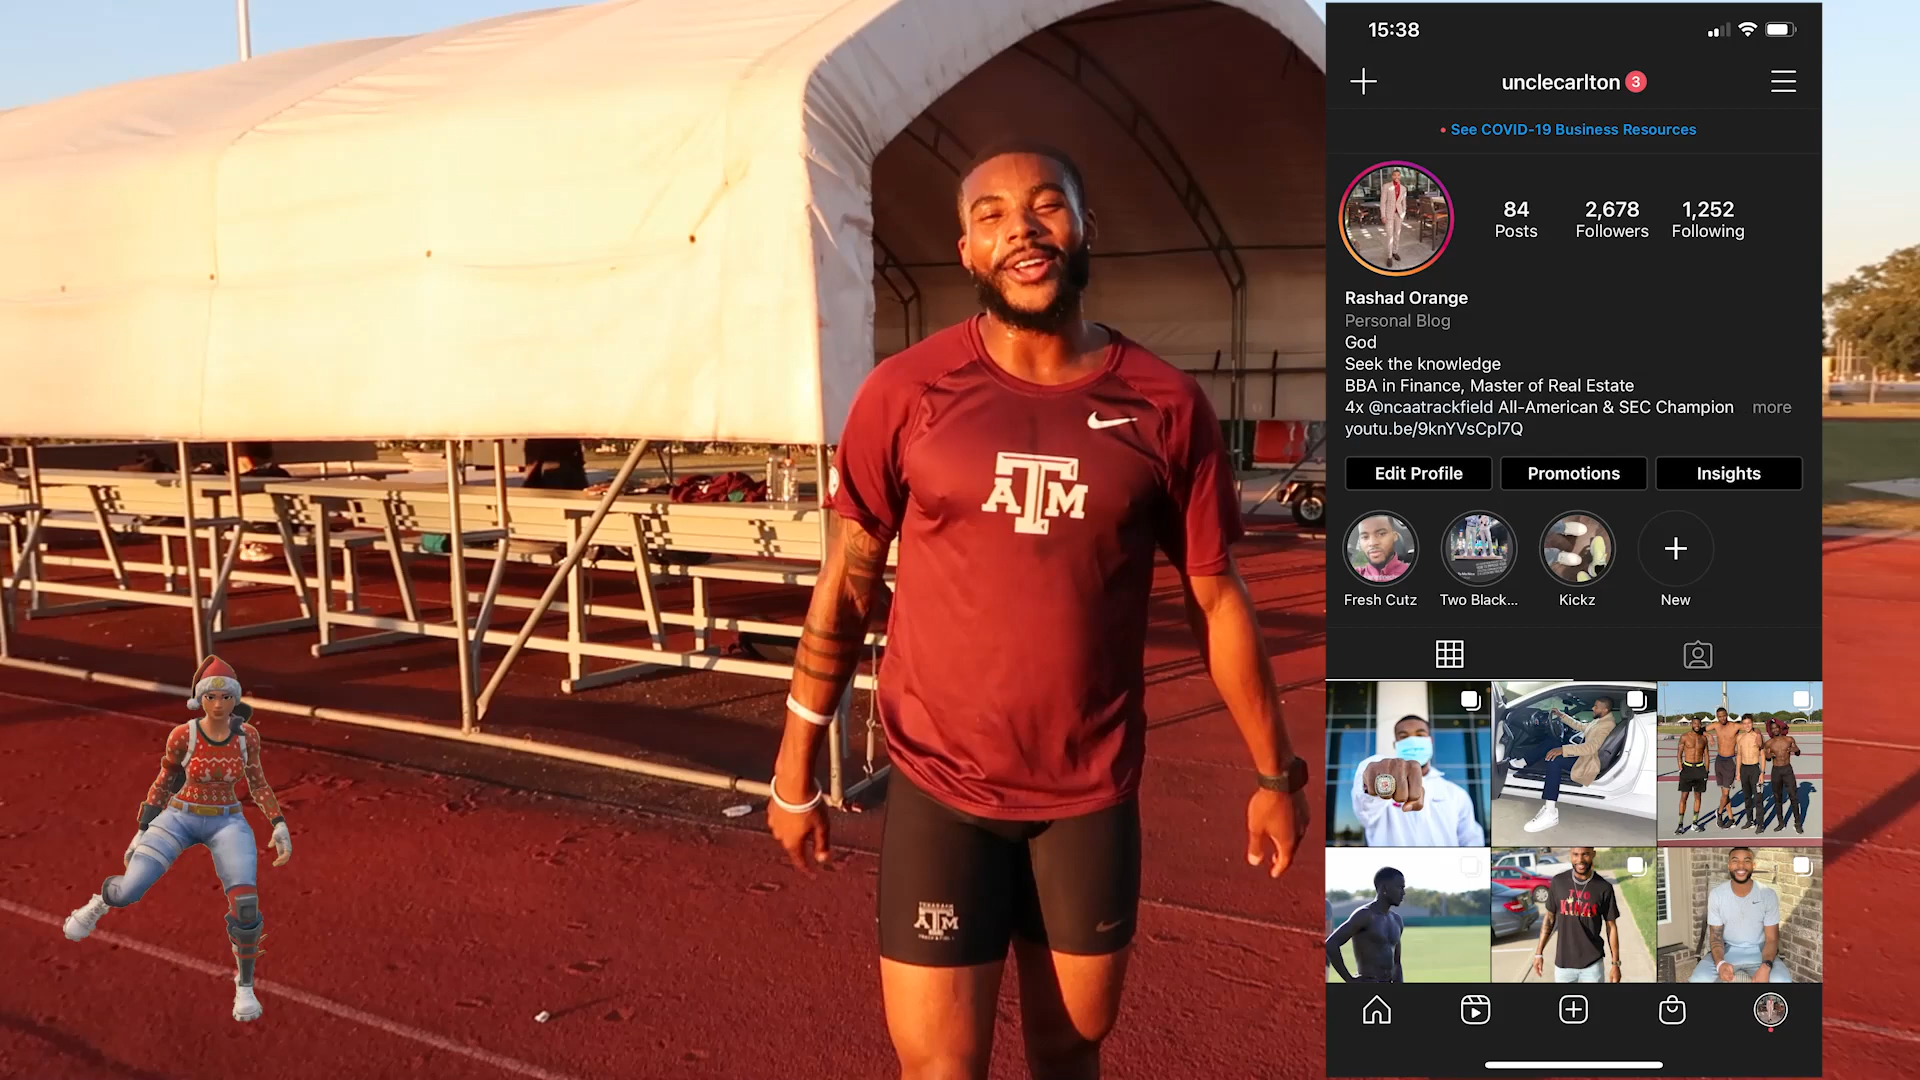 15:38
unclecarlton 3
See COVID-19 Business Resources
84 2,678 1,252
Posts Followers Following
Rashad Orange
Personal Blog
God
Seek the knowledge
BBA in Finance, Master of Real Estate
4x @ncaatrackfield All-American & SEC Champion more
youtu.be/9knYVsCpl7Q
Edit Profile Promotions Insights
Fresh Cutz Two Black... Kickz New
ATM
ATM